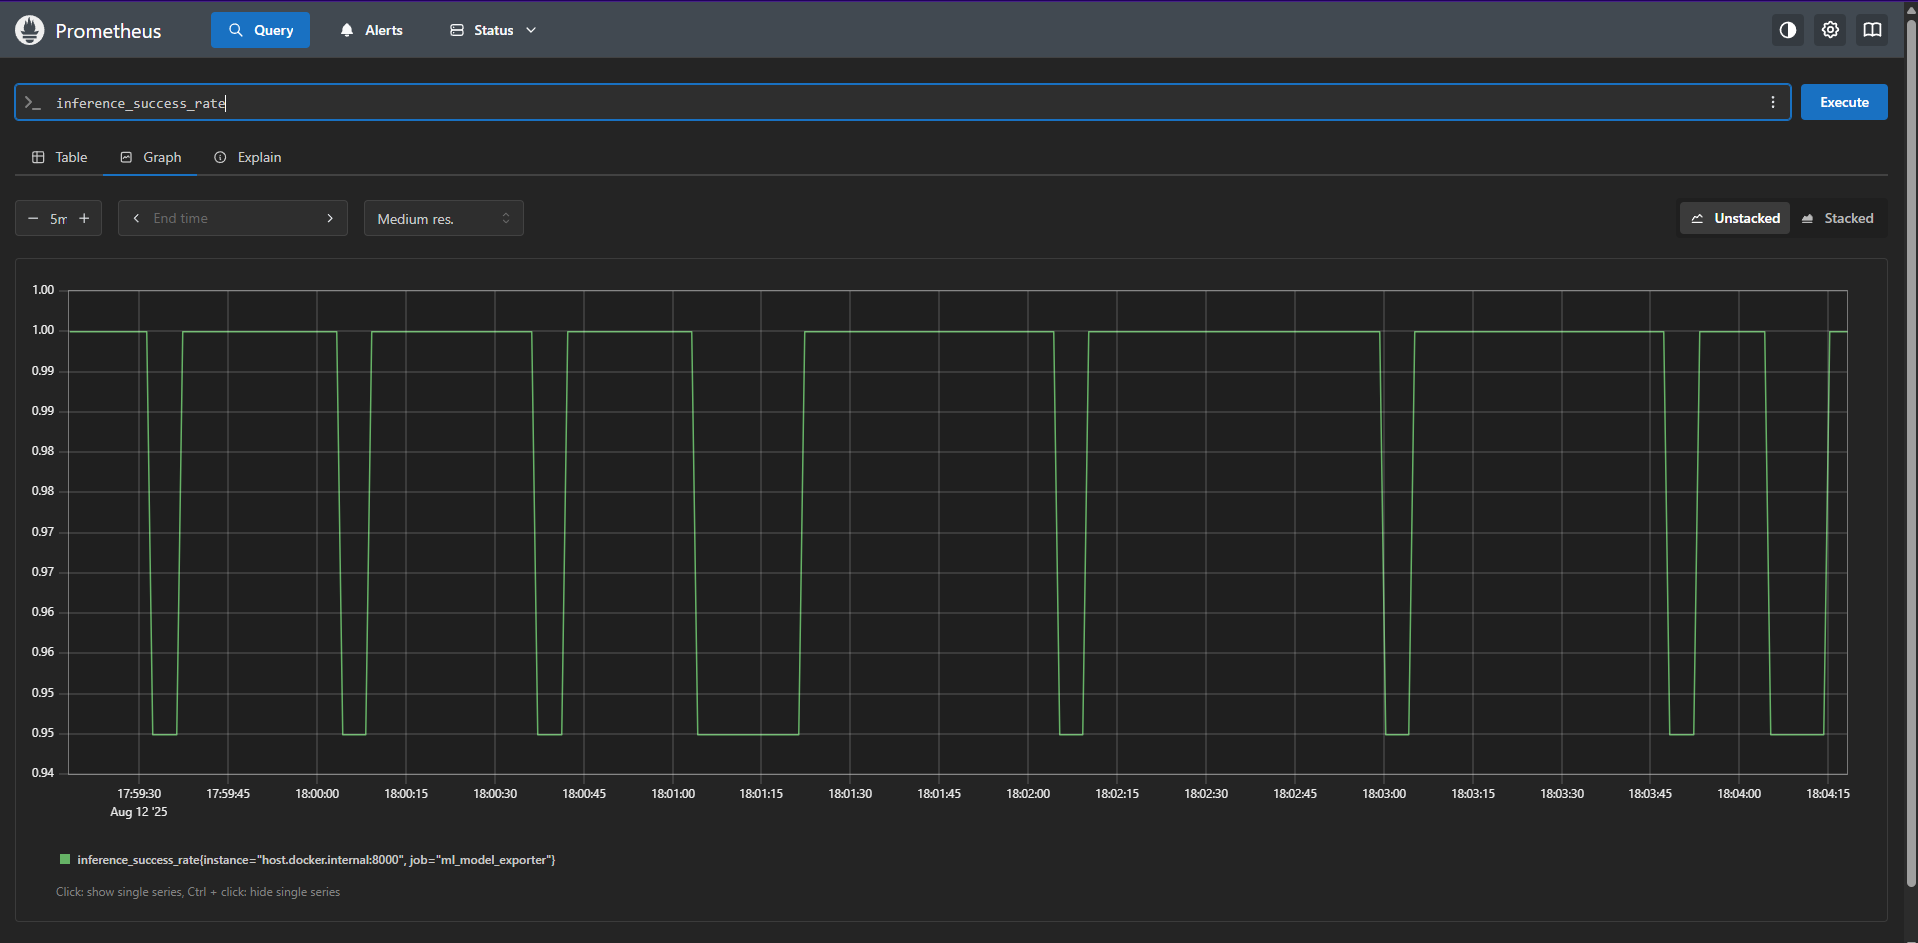 Prometheus Query Alerts Status
inference_success_rate Execute
Table Graph Explain
5m End time Medium res. Unstacked Stacked
1.00
1.00
0.99
0.99
0.98
0.98
0.97
0.97
0.96
0.96
0.95
0.95
0.94
17:59:30 17:59:45 18:00:00 18:00:15 18:00:30 18:00:45 18:01:00 18:01:15 18:01:30 18:01:45 18:02:00 18:02:15 18:02:30 18:02:45 18:03:00 18:03:15 18:03:30 18:03:45 18:04:00 18:04:15
Aug 12 '25
inference_success_rate{instance="host.docker.internal:8000", job="ml_model_exporter"}
Click: show single series, Ctrl + click: hide single series